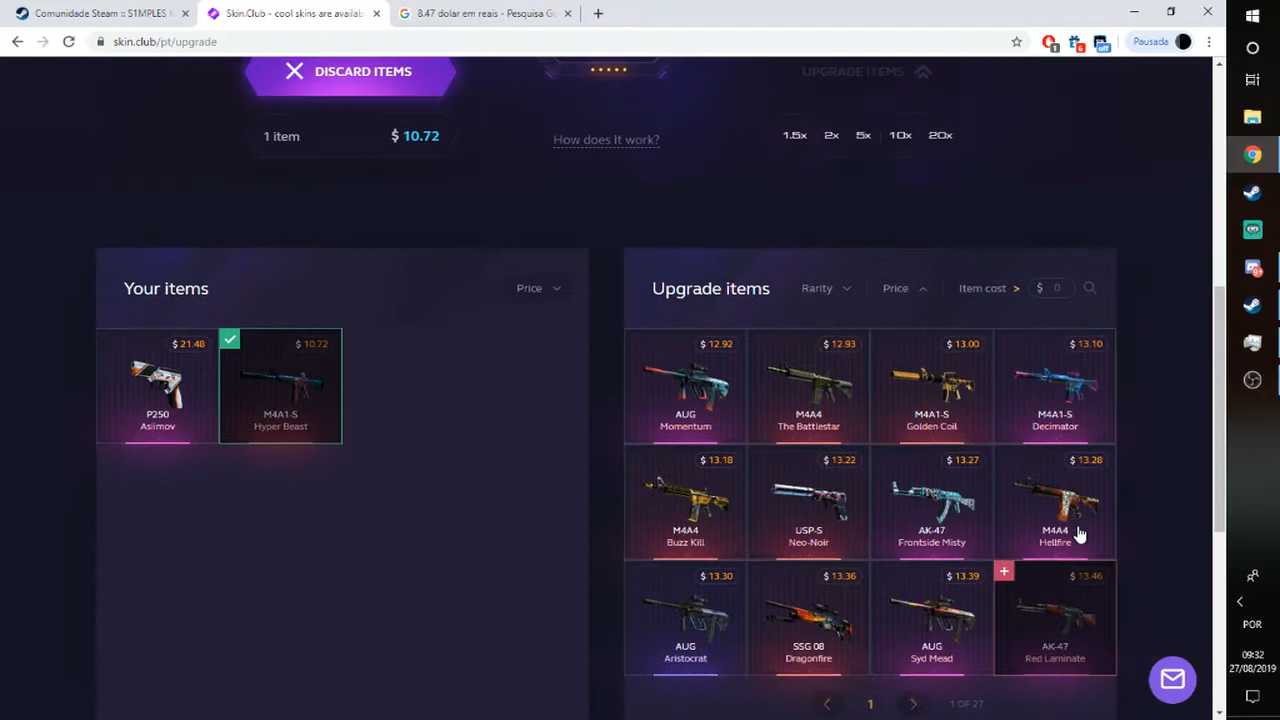 Comunidade Steam :: S1MPLES K
Skin.Club - cool skins are availab
8.47 dolar em reais - Pesquisa Go
skin.club/pt/upgrade
1
6
off
Pausada
DISCARD ITEMS
UPGRADE ITEMS
1 item
$ 10.72
How does it work?
1.5x 2x 5x 10x 20x
Your items
Price
Upgrade items
Rarity
Price
Item cost >
$ 0
$ 21.48
P250
Asiimov
$ 10.72
M4A1-S
Hyper Beast
$ 12.92
AUG
Momentum
$ 12.93
M4A4
The Battlestar
$ 13.00
M4A1-S
Golden Coil
$ 13.10
M4A1-S
Decimator
$ 13.18
M4A4
Buzz Kill
$ 13.22
USP-S
Neo-Noir
$ 13.27
AK-47
Frontside Misty
$ 13.28
M4A4
Hellfire
$ 13.30
AUG
Aristocrat
$ 13.36
SSG 08
Dragonfire
$ 13.39
AUG
Syd Mead
$ 13.46
AK-47
Red Laminate
1
1 OF 27
POR
09:32
27/08/2019